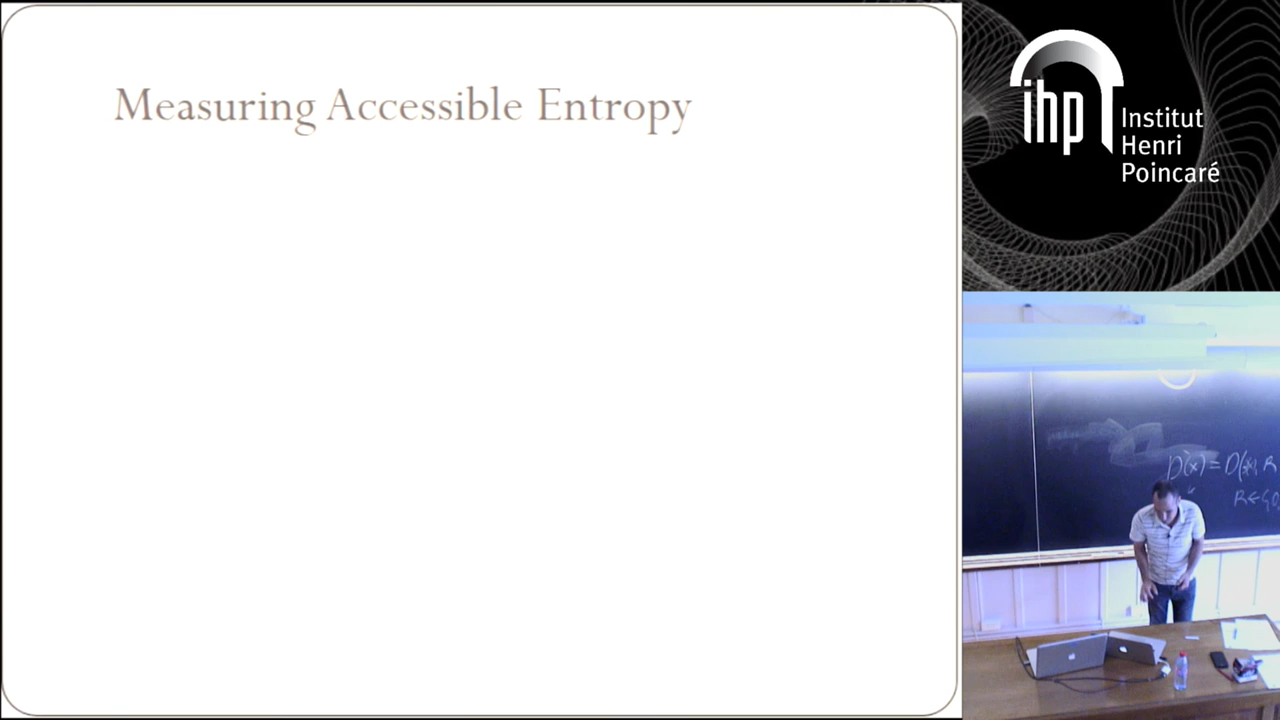 Measuring Accessible Entropy
ihp
Institut
Henri
Poincaré